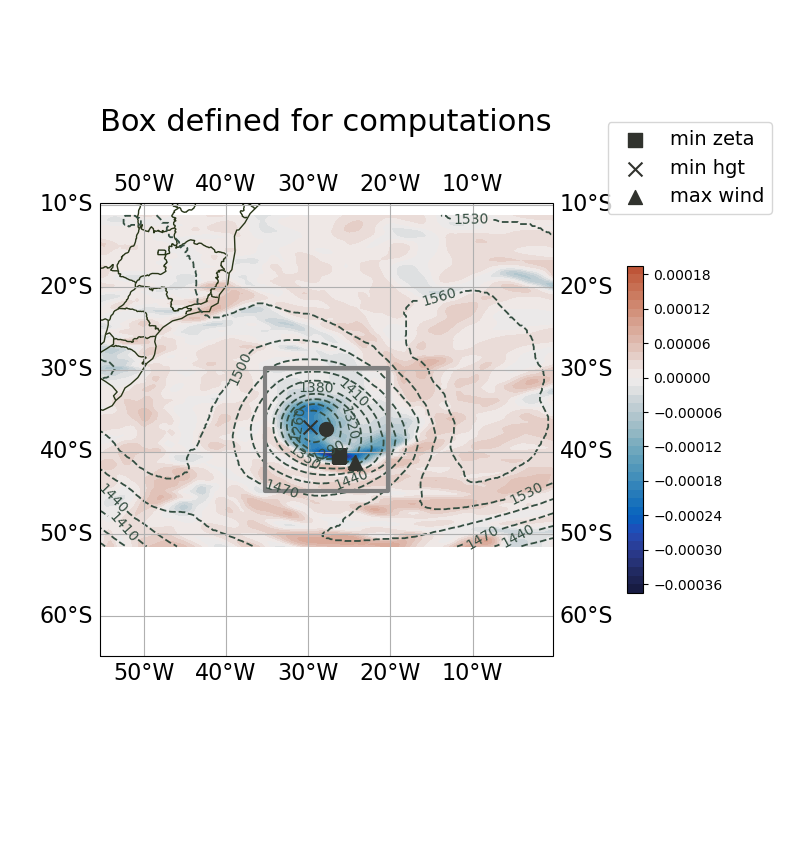 Box defined for computations
min zeta
min hgt
max wind
50°W 40°W 30°W 20°W 10°W
10°S 10°S
20°S 20°S
30°S 30°S
40°S 40°S
50°S 50°S
60°S 60°S
50°W 40°W 30°W 20°W 10°W
1530
1560
1500
1380
1410
1320
1440
1470
1440
1410
1530
1470
1440
0.00018
0.00012
0.00006
0.00000
−0.00006
−0.00012
−0.00018
−0.00024
−0.00030
−0.00036